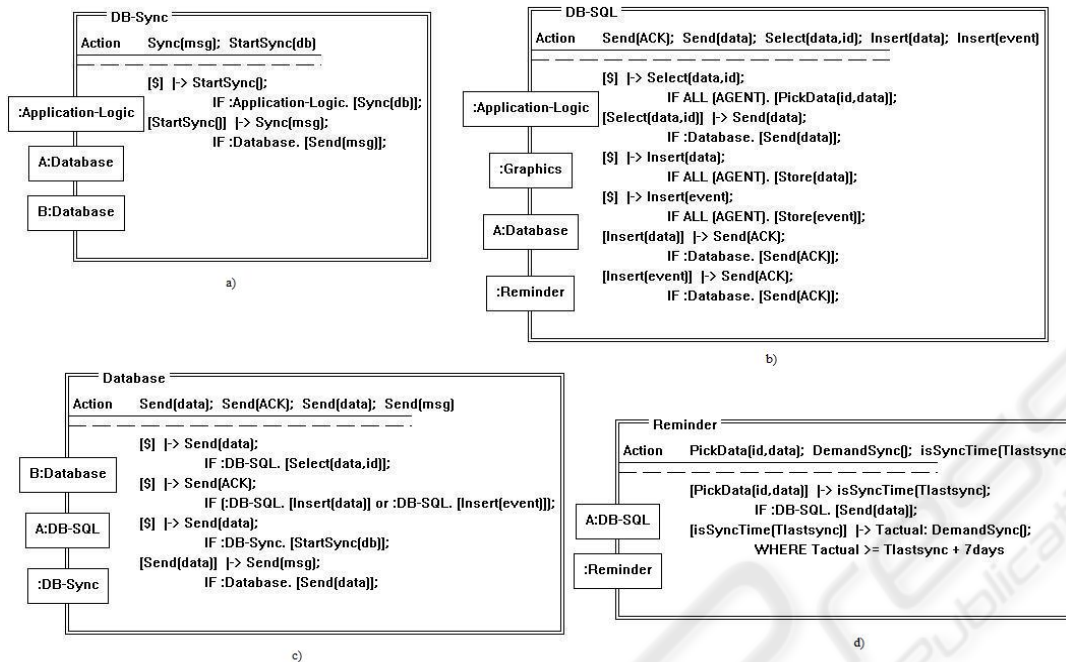 DB-Sync
Action Sync(msg); StartSync(db)
[$] |-> StartSync();
IF :Application-Logic. [Sync(db)];
[StartSync()] |-> Sync(msg);
IF :Database. [Send(msg)];
:Application-Logic
A:Database
B:Database
a)
DB-SQL
Action Send(ACK); Send(data); Select(data,id); Insert(data); Insert(event)
[$] |-> Select(data,id);
IF ALL (AGENT). [PickData(id,data)];
[Select(data,id)] |-> Send(data);
IF :Database. [Send(data)];
[$] |-> Insert(data);
IF ALL (AGENT). [Store(data)];
[$] |-> Insert(event);
IF ALL (AGENT). [Store(event)];
[Insert(data)] |-> Send(ACK);
IF :Database. [Send(ACK)];
[Insert(event)] |-> Send(ACK);
IF :Database. [Send(ACK)];
:Application-Logic
:Graphics
A:Database
:Reminder
b)
Database
Action Send(data); Send(ACK); Send(data); Send(msg)
[$] |-> Send(data);
IF :DB-SQL. [Select(data,id)];
[$] |-> Send(ACK);
IF [:DB-SQL. [Insert(data)] or :DB-SQL. [Insert(event)]];
[$] |-> Send(data);
IF :DB-Sync. [StartSync(db)];
[Send(data)] |-> Send(msg);
IF :Database. [Send(data)];
B:Database
A:DB-SQL
:DB-Sync
c)
Reminder
Action PickData(id,data); DemandSync(); isSyncTime(Tlastsync
[PickData(id,data)] |-> isSyncTime(Tlastsync);
IF :DB-SQL. [Send(data)];
[isSyncTime(Tlastsync)] |-> Tactual: DemandSync();
WHERE Tactual >= Tlastsync + 7days
A:DB-SQL
:Reminder
d)